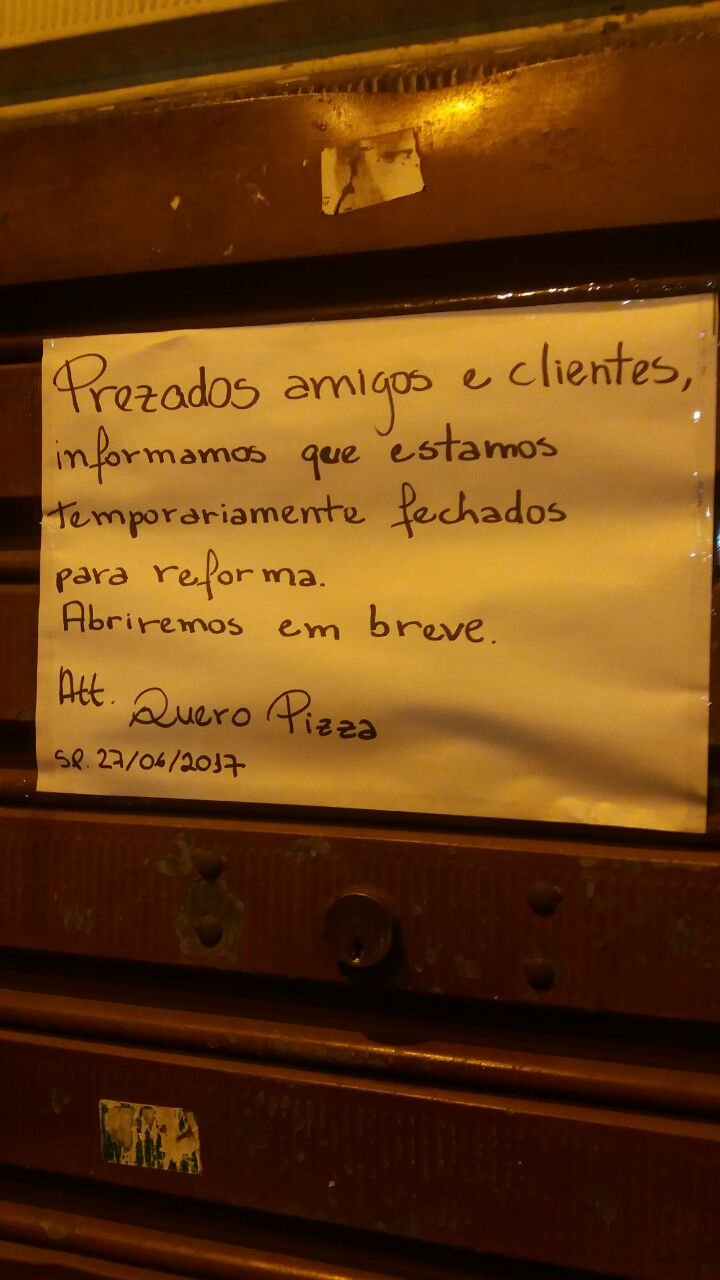 Prezados amigos e clientes,
informamos que estamos
temporariamente fechados
para reforma.
Abriremos em breve.
Att. Quero Pizza
SP. 27/06/2017